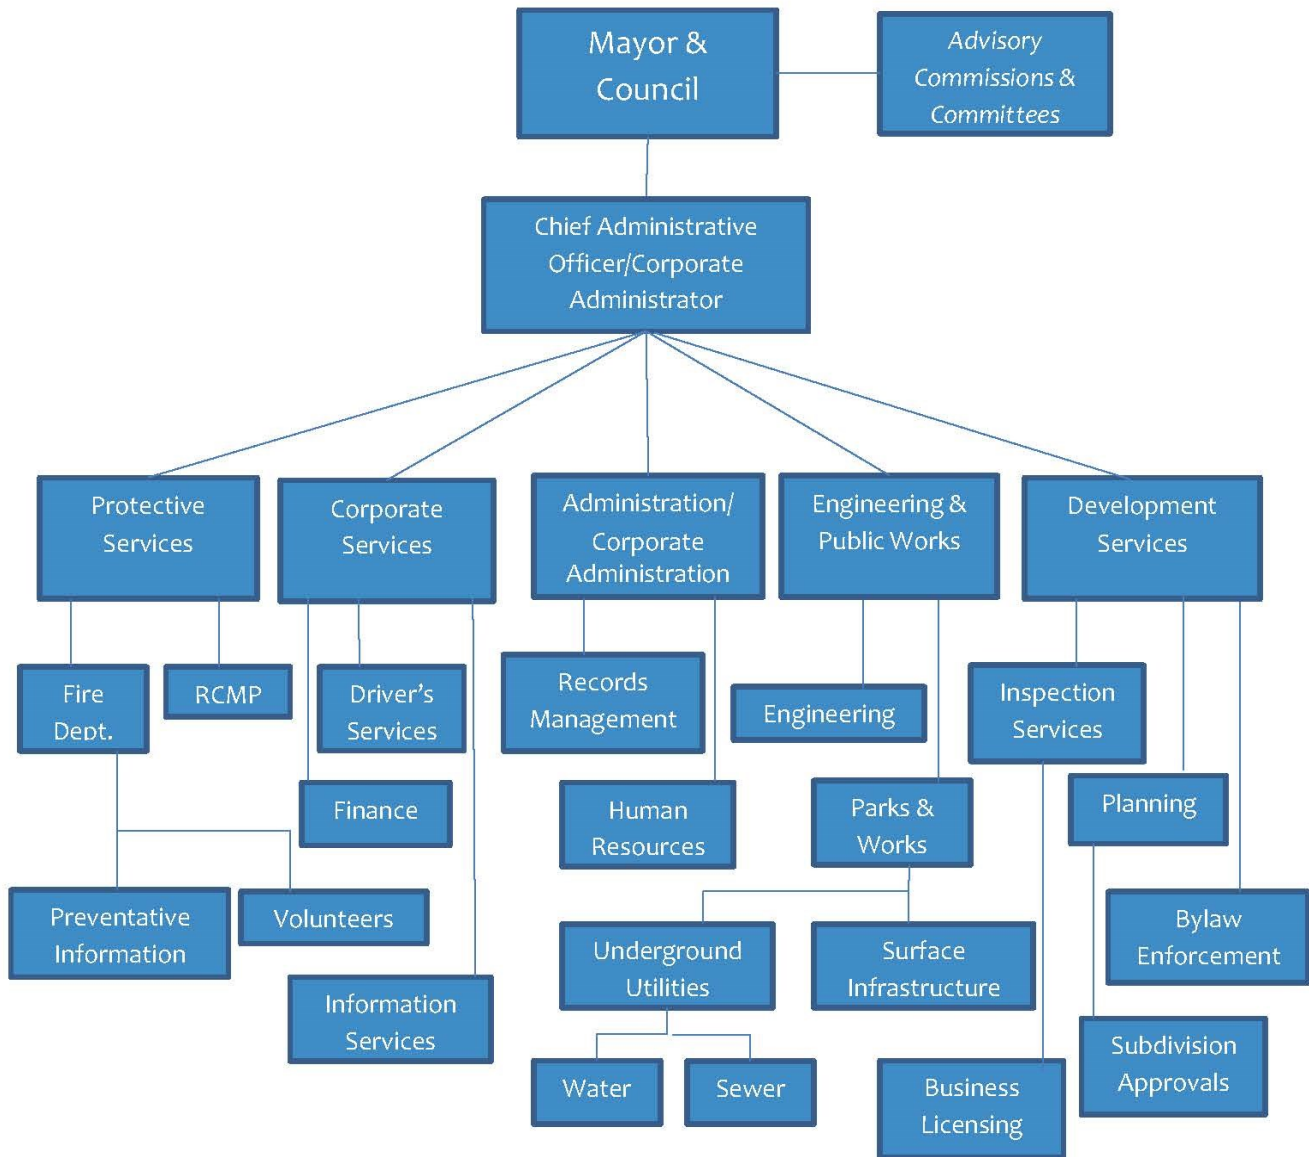 Mayor &
Council
Advisory
Commissions &
Committees
Chief Administrative
Officer/Corporate
Administrator
Protective
Services
Corporate
Services
Administration/
Corporate
Administration
Engineering &
Public Works
Development
Services
Fire
Dept.
RCMP
Driver's
Services
Records
Management
Engineering
Inspection
Services
Finance
Human
Resources
Parks &
Works
Planning
Preventative
Information
Volunteers
Underground
Utilities
Surface
Infrastructure
Bylaw
Enforcement
Information
Services
Water
Sewer
Business
Licensing
Subdivision
Approvals